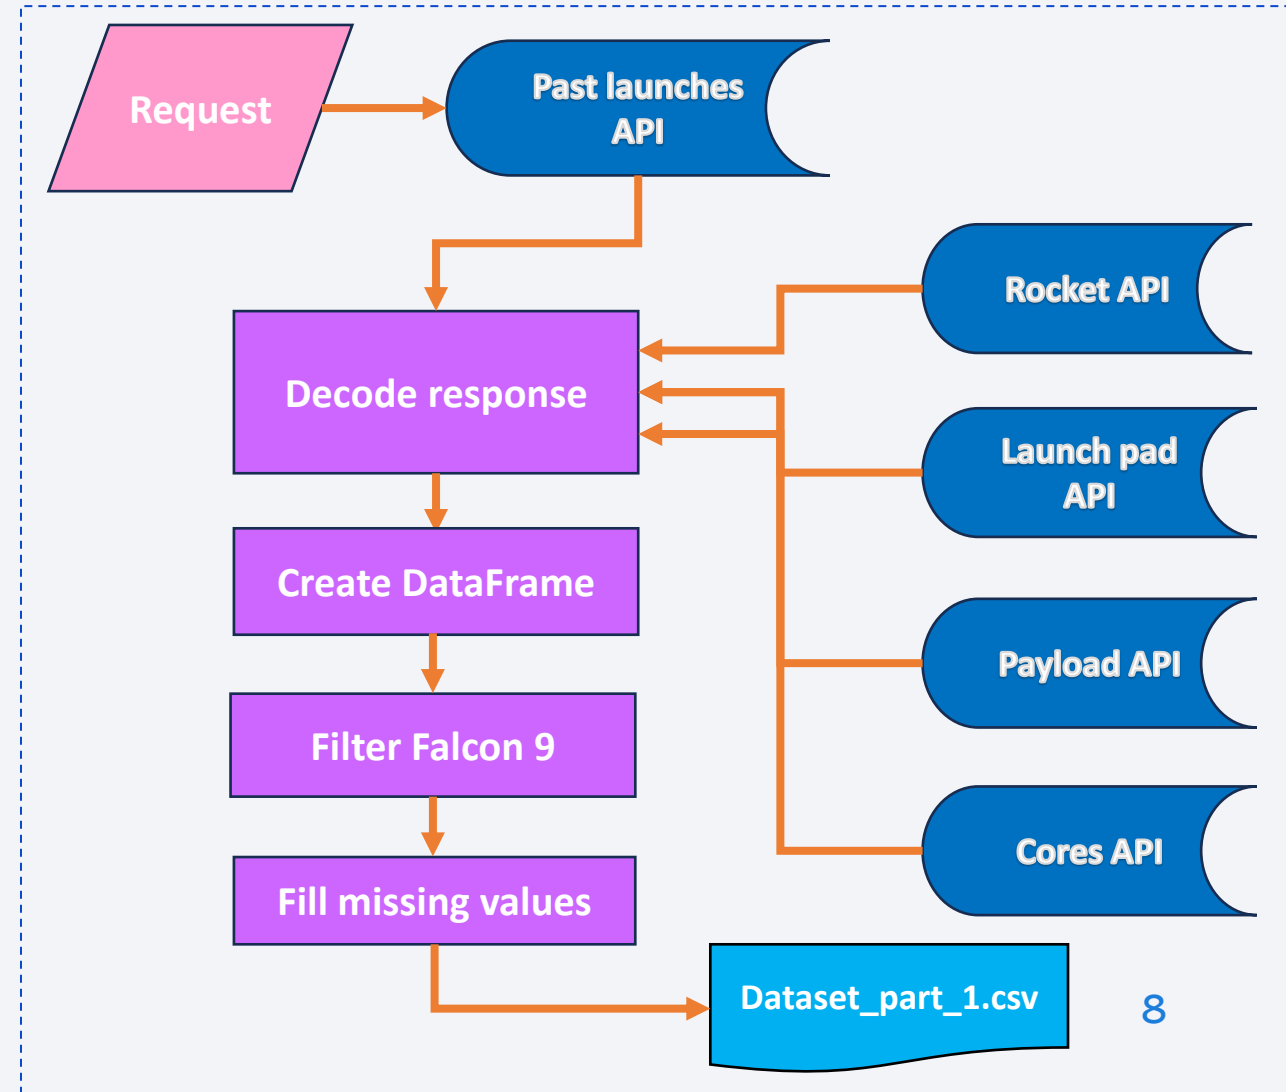 Request
Past launches
API
Rocket API
Decode response
Launch pad
API
Create DataFrame
Payload API
Filter Falcon 9
Cores API
Fill missing values
Dataset_part_1.csv
8